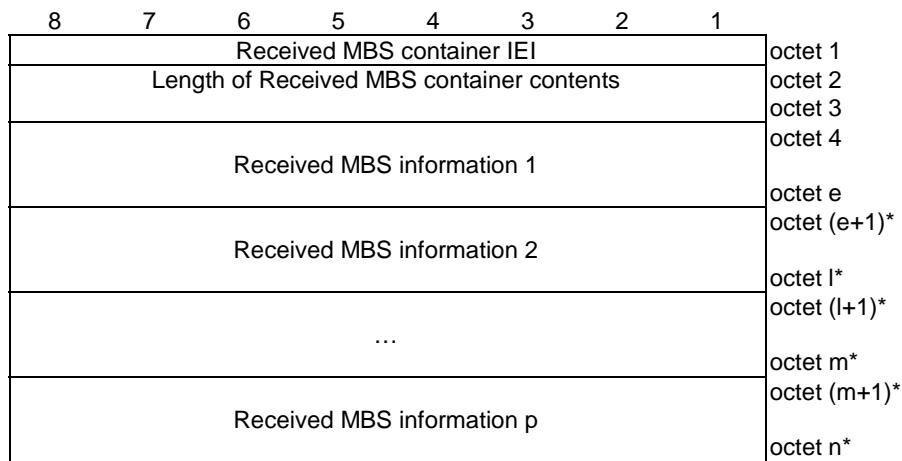 8 7 6 5 4 3 2 1
Received MBS container IEI octet 1
Length of Received MBS container contents octet 2
octet 3
octet 4
Received MBS information 1
octet e
octet (e+1)*
Received MBS information 2
octet l*
octet (l+1)*
…
octet m*
octet (m+1)*
Received MBS information p
octet n*